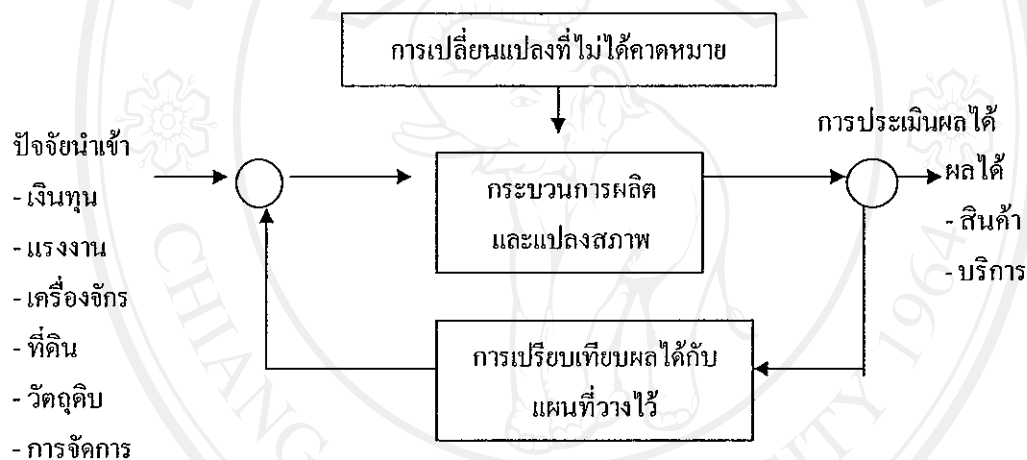 การเปลี่ยนแปลงที่ไม่ได้คาดหมาย
การประเมินผลได้
ปัจจัยนำเข้า
- เงินทุน
- แรงงาน
- เครื่องจักร
- ที่ดิน
- วัตถุดิบ
- การจัดการ
กระบวนการผลิต
และแปลงสภาพ
ผลได้
- สินค้า
- บริการ
การเปรียบเทียบผลได้กับ
แผนที่วางไว้
CHIANG
SITY 1964